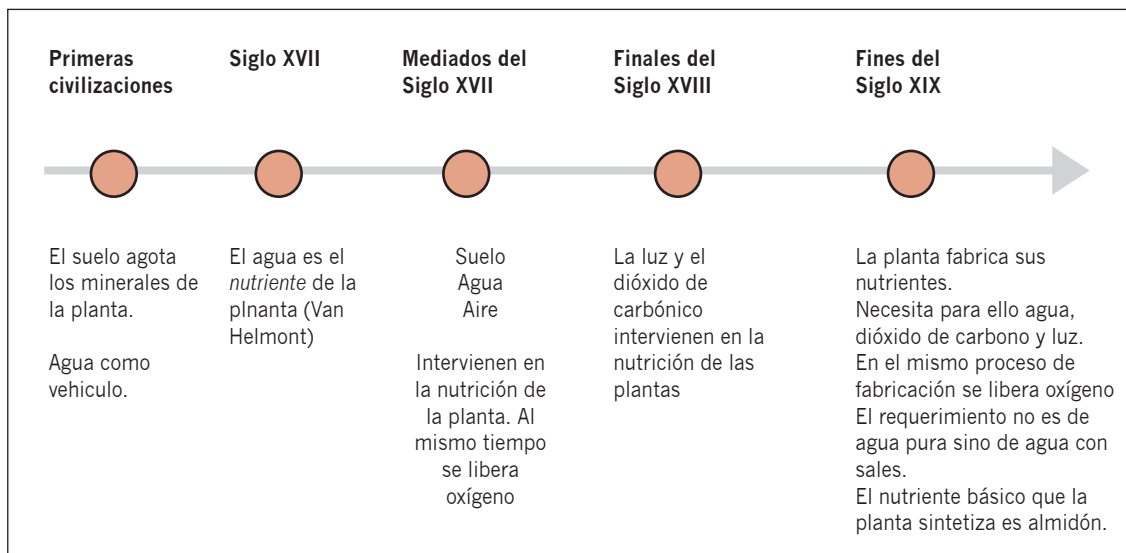 Primeras
civilizaciones
Siglo XVII
Mediados del
Siglo XVII
Finales del
Siglo XVIII
Fines del
Siglo XIX
El suelo agota
los minerales de
la planta.
Agua como
vehiculo.
El agua es el
nutriente de la
plnanta (Van
Helmont)
Suelo
Agua
Aire
Intervienen en
la nutrición de
la planta. Al
mismo tiempo
se libera
oxígeno
La luz y el
dióxido de
carbónico
intervienen en la
nutrición de las
plantas
La planta fabrica sus
nutrientes.
Necesita para ello agua,
dióxido de carbono y luz.
En el mismo proceso de
fabricación se libera oxígeno
El requerimiento no es de
agua pura sino de agua con
sales.
El nutriente básico que la
planta sintetiza es almidón.